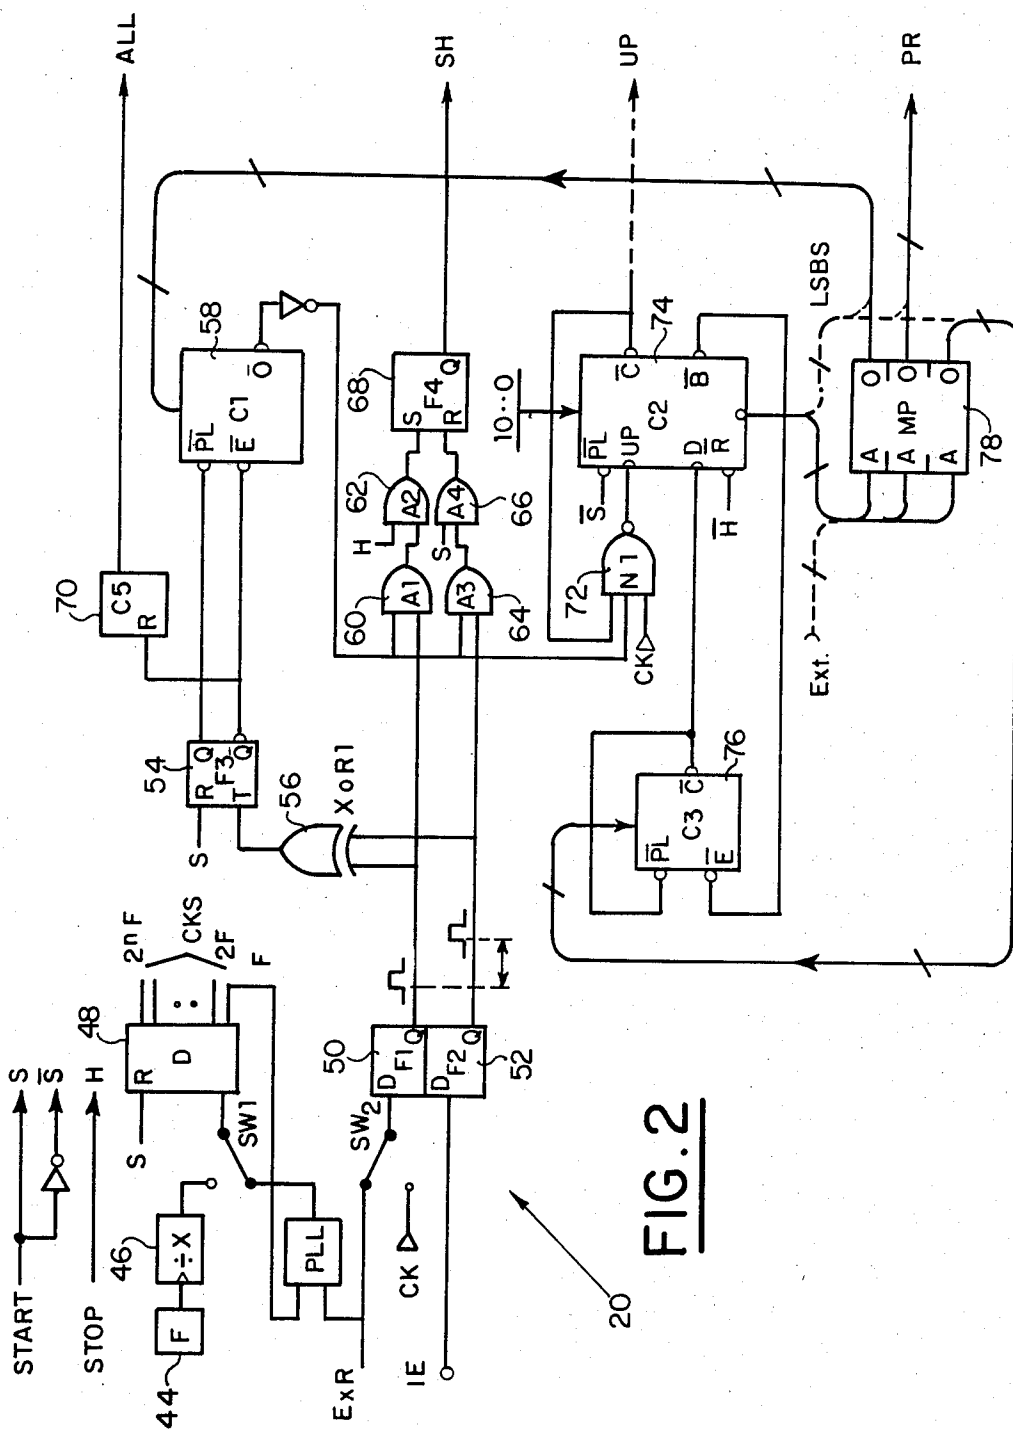 START
S
S̅
STOP
H
44
F
46
÷X
S
48
R
D
2nF
CKS
2F
F
SW1
PLL
ExR
SW2
CK
IE
50
D
F1
Q
D
F2
Q
52
S
54
R
Q
F3
T
Q̅
56
XoR1
70
C5
R
ALL
58
P̅L̅
C1
E̅
O̅
60
A1
62
A2
H
64
A3
S
66
A4
68
S
F4
R
Q
SH
10··0
72
N1
CK
74
P̅L̅
C̅
S̅
UP
C2
D
B̅
R̅
H̅
UP
76
P̅L̅
C3
C̅
E̅
LSBS
Ext.
A
O
A
MP
O
A
O
78
PR
20
FIG.2